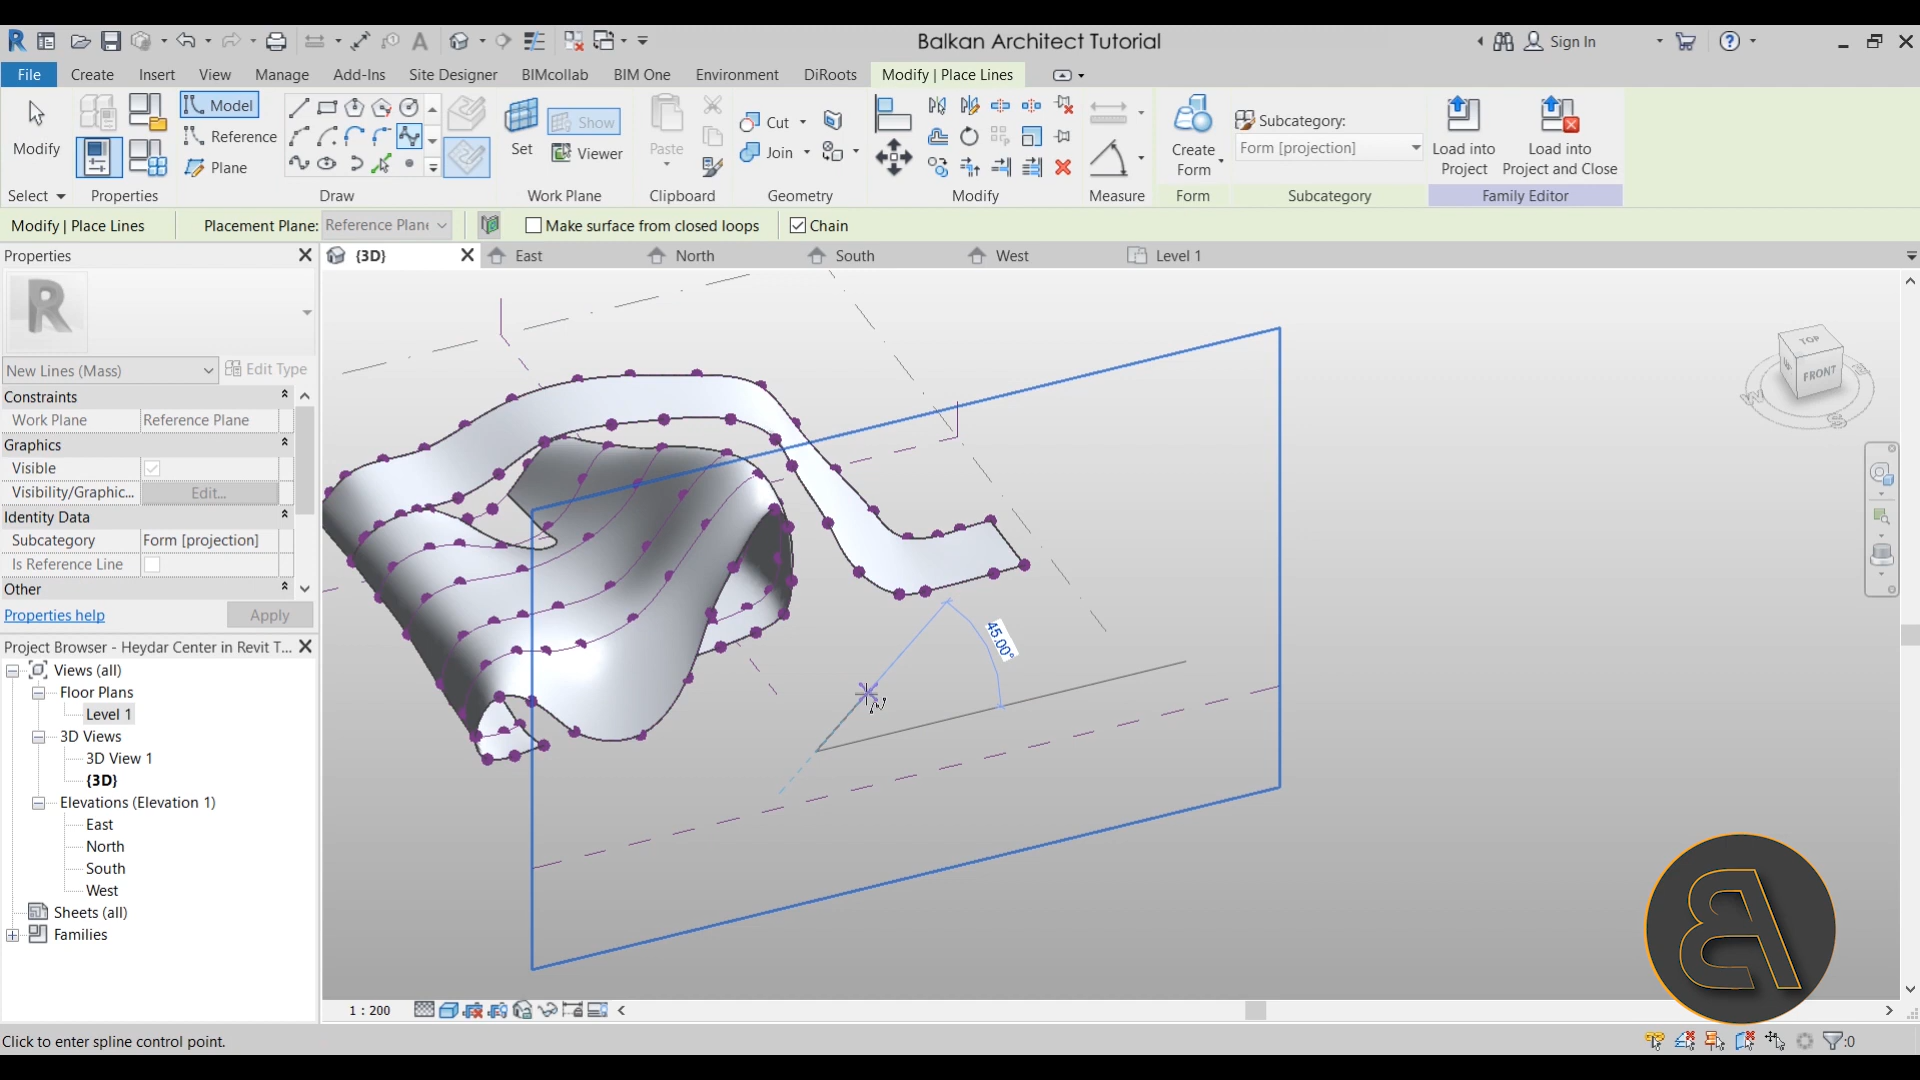 Balkan Architect Tutorial
Sign In
File Create Insert View Manage Add-Ins Site Designer BIMcollab BIM One Environment DiRoots Modify | Place Lines
Modify
Model
Reference
Plane
Set
Show
Viewer
Paste
Cut
Join
Create
Form
Subcategory:
Form [projection]
Load into
Project
Load into
Project and Close
Select Properties Draw Work Plane Clipboard Geometry Modify Measure Form Subcategory Family Editor
Modify | Place Lines Placement Plane: Reference Plane Make surface from closed loops Chain
Properties
{3D} East North South West Level 1
R
New Lines (Mass) Edit Type
Constraints
Work Plane Reference Plane
Graphics
Visible
Visibility/Graphic... Edit...
Identity Data
Subcategory Form [projection]
Is Reference Line
Other
Properties help Apply
Project Browser - Heydar Center in Revit T...
Views (all)
Floor Plans
Level 1
3D Views
3D View 1
{3D}
Elevations (Elevation 1)
East
North
South
West
Sheets (all)
Families
45.00°
TOP
FRONT
W
S
1 : 200
Click to enter spline control point.
:0